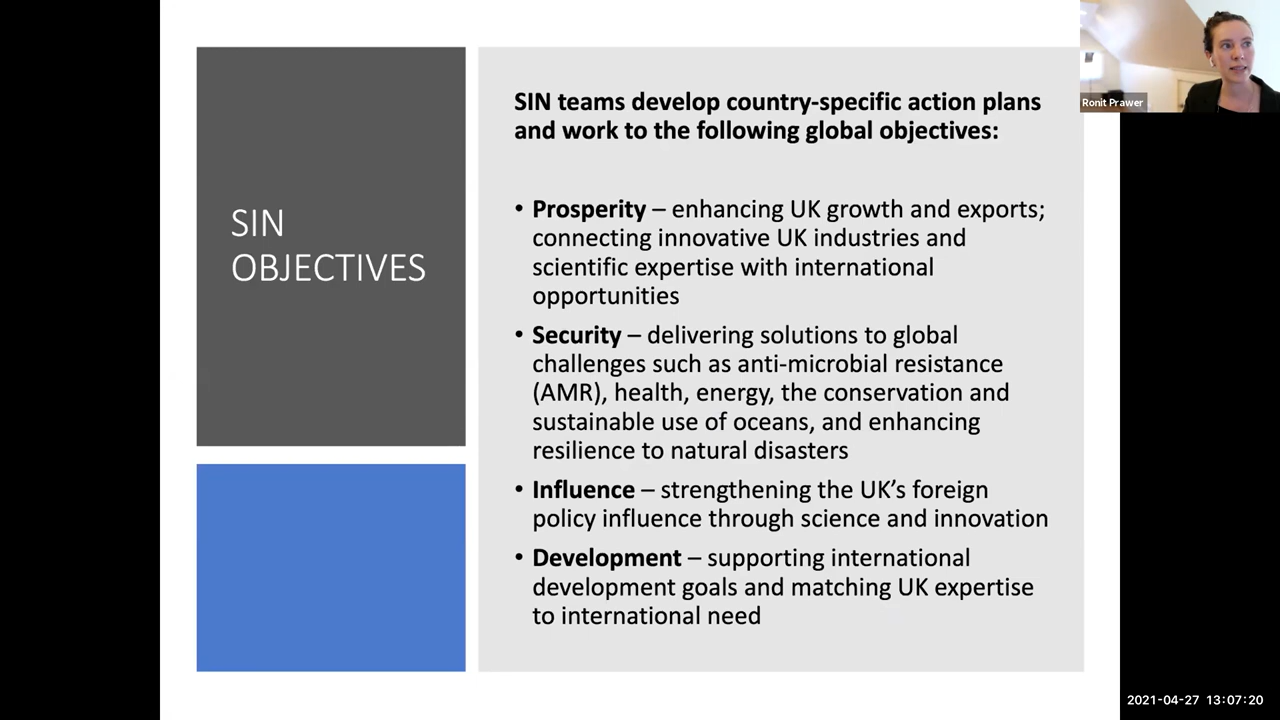 SIN
OBJECTIVES
SIN teams develop country-specific action plans
and work to the following global objectives:
• Prosperity – enhancing UK growth and exports;
connecting innovative UK industries and
scientific expertise with international
opportunities
• Security – delivering solutions to global
challenges such as anti-microbial resistance
(AMR), health, energy, the conservation and
sustainable use of oceans, and enhancing
resilience to natural disasters
• Influence – strengthening the UK’s foreign
policy influence through science and innovation
• Development – supporting international
development goals and matching UK expertise
to international need
Ronit Prawer
2021-04-27 13:07:20